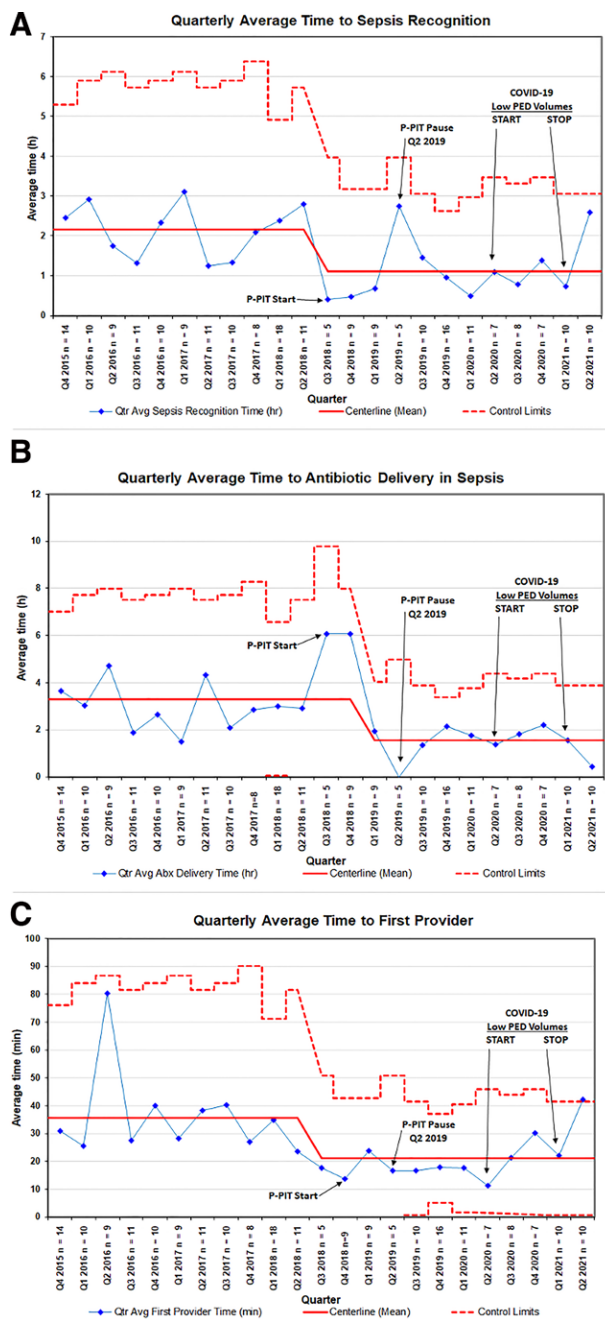 A
Quarterly Average Time to Sepsis Recognition
7
6
5
4
3
2
1
0
Average time (h)
COVID-19
Low PED Volumes
START STOP
P-PIT Pause
Q2 2019
P-PIT Start
Q4 2015 n = 14
Q1 2016 n = 10
Q2 2016 n = 9
Q3 2016 n = 11
Q4 2016 n = 10
Q1 2017 n = 9
Q2 2017 n = 11
Q3 2017 n = 10
Q4 2017 n = 8
Q1 2018 n = 18
Q2 2018 n = 11
Q3 2018 n = 5
Q4 2018 n = 9
Q1 2019 n = 9
Q2 2019 n = 5
Q3 2019 n = 10
Q4 2019 n = 16
Q1 2020 n = 11
Q2 2020 n = 7
Q3 2020 n = 8
Q4 2020 n = 7
Q1 2021 n = 10
Q2 2021 n = 10
Quarter
Qtr Avg Sepsis Recognition Time (hr) Centerline (Mean) Control Limits
B
Quarterly Average Time to Antibiotic Delivery in Sepsis
12
10
8
6
4
2
0
Average time (h)
COVID-19
Low PED Volumes
START STOP
P-PIT Pause
Q2 2019
P-PIT Start
Q4 2015 n = 14
Q1 2016 n = 10
Q2 2016 n = 9
Q3 2016 n = 11
Q4 2016 n = 10
Q1 2017 n = 9
Q2 2017 n = 11
Q3 2017 n = 10
Q4 2017 n=8
Q1 2018 n = 18
Q2 2018 n = 11
Q3 2018 n = 5
Q4 2018 n = 9
Q1 2019 n = 9
Q2 2019 n = 5
Q3 2019 n = 10
Q4 2019 n = 16
Q1 2020 n = 11
Q2 2020 n = 7
Q3 2020 n = 8
Q4 2020 n = 7
Q1 2021 n = 10
Q2 2021 n = 10
Quarter
Qtr Avg Abx Delivery Time (hr) Centerline (Mean) Control Limits
C
Quarterly Average Time to First Provider
100
90
80
70
60
50
40
30
20
10
0
Average time (min)
COVID-19
Low PED Volumes
START STOP
P-PIT Pause
Q2 2019
P-PIT Start
Q4 2015 n = 14
Q1 2016 n = 10
Q2 2016 n = 9
Q3 2016 n = 11
Q4 2016 n = 10
Q1 2017 n = 9
Q2 2017 n = 11
Q3 2017 n = 10
Q4 2017 n = 8
Q1 2018 n = 18
Q2 2018 n = 11
Q3 2018 n = 5
Q4 2018 n=9
Q1 2019 n = 9
Q2 2019 n = 5
Q3 2019 n = 10
Q4 2019 n = 16
Q1 2020 n = 11
Q2 2020 n = 7
Q3 2020 n = 8
Q4 2020 n = 7
Q1 2021 n = 10
Q2 2021 n = 10
Quarter
Qtr Avg First Provider Time (min) Centerline (Mean) Control Limits